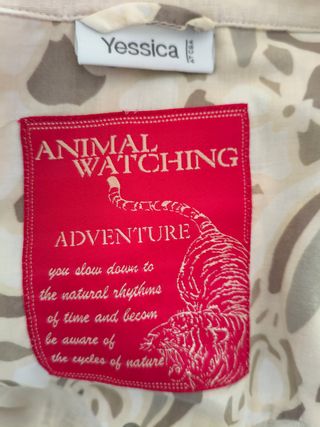 Yessica
AT C&A
ANIMAL
WATCHING
ADVENTURE
you slow down to
the natural rhythms
of time and becom
be aware of
the cycles of nature